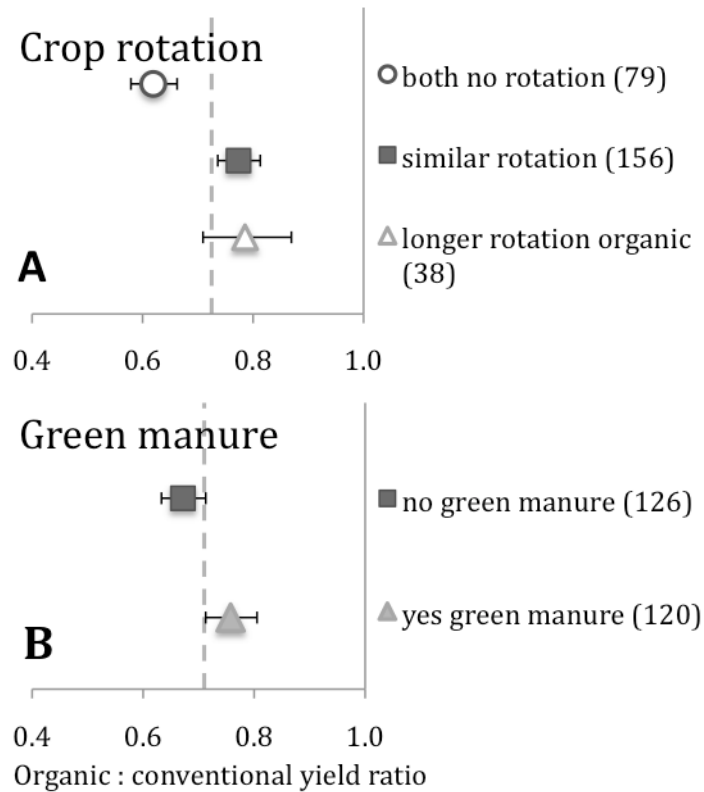 Crop rotation
both no rotation (79)
similar rotation (156)
longer rotation organic
(38)
A
0.4 0.6 0.8 1.0
Green manure
no green manure (126)
yes green manure (120)
B
0.4 0.6 0.8 1.0
Organic : conventional yield ratio